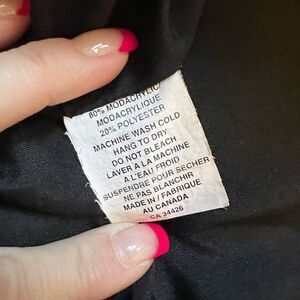 80% MODACRYLIC/
MODACRYLIQUE
20% POLYESTER
MACHINE WASH COLD
HANG TO DRY
DO NOT BLEACH
LAVER À LA MACHINE
A L'EAU FROID
SUSPENDRE POUR SÉCHER
NE PAS BLANCHIR
MADE IN / FABRIQUE
AU CANADA
CA 34426